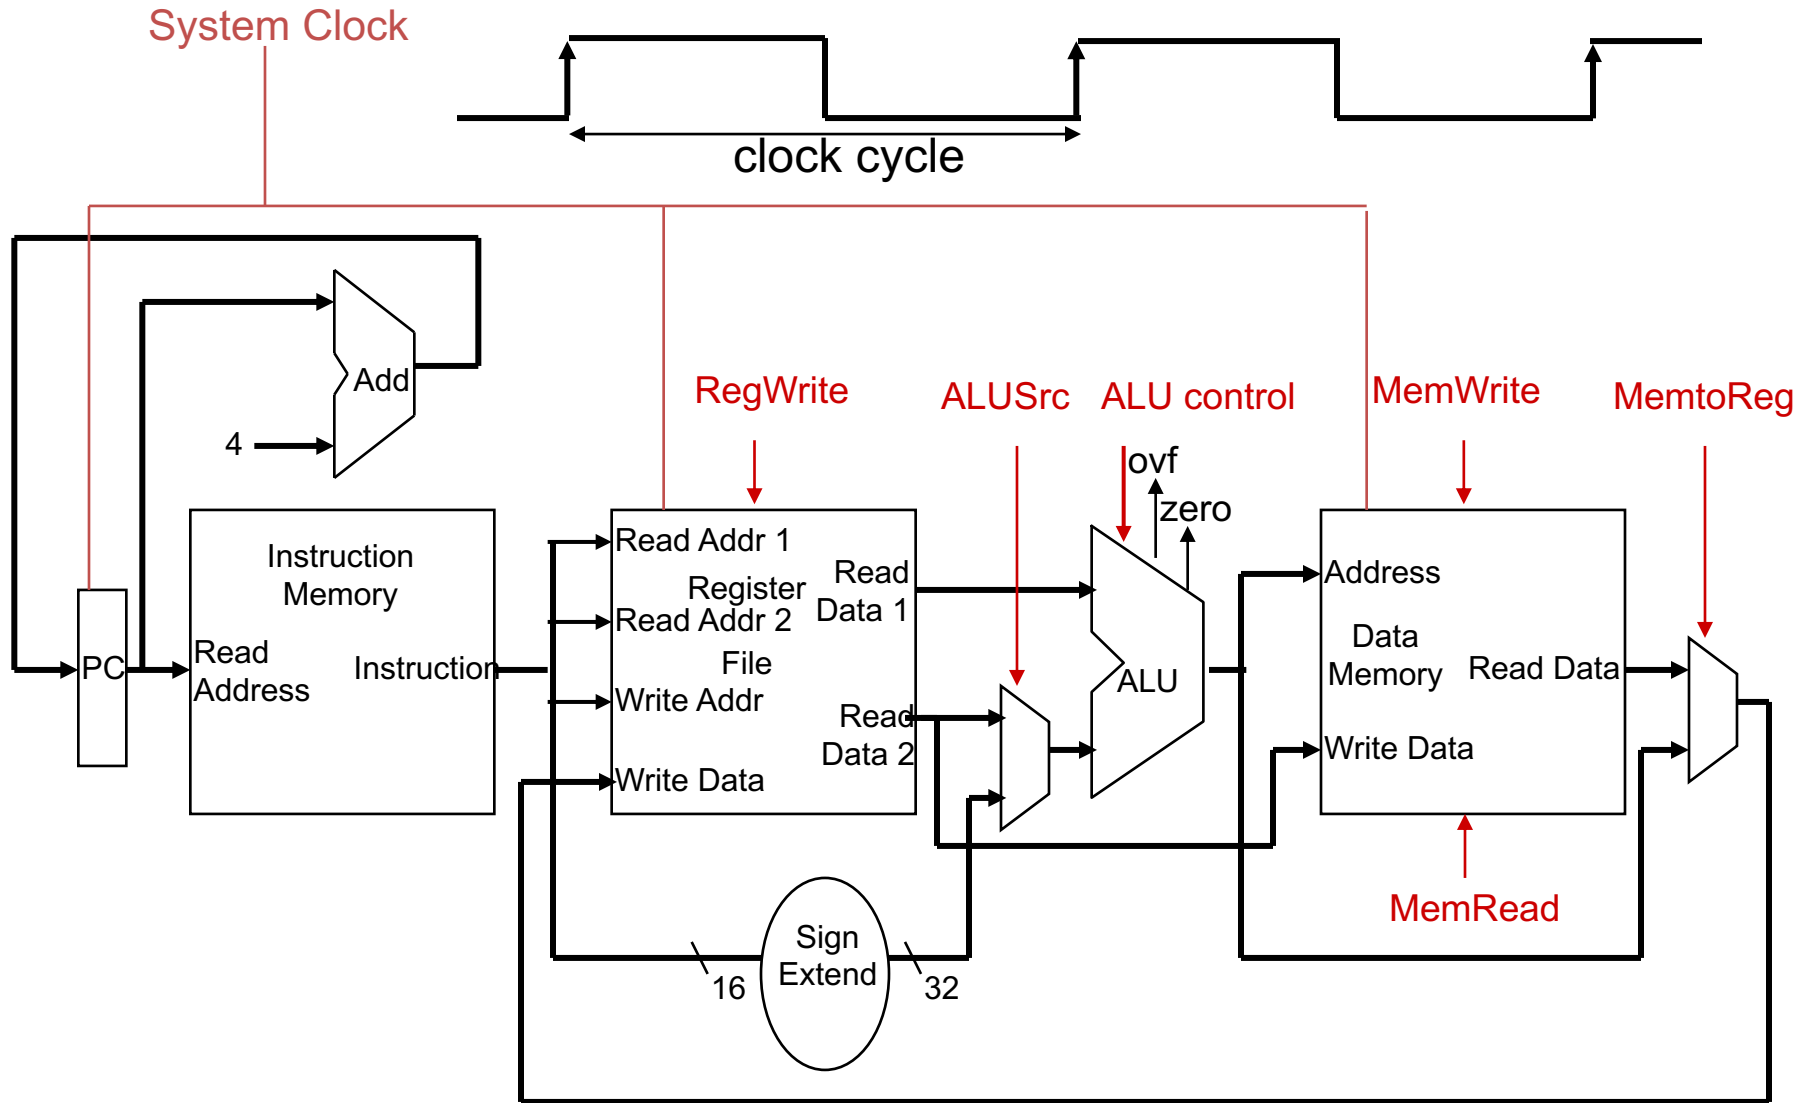 System Clock
clock cycle
Add
4
RegWrite
ALUSrc
ALU control
MemWrite
MemtoReg
ovf
zero
PC
Instruction
Memory
Read
Address
Instruction
Read Addr 1
Register
Read Addr 2
File
Write Addr
Write Data
Read
Data 1
Read
Data 2
ALU
Address
Data
Memory
Read Data
Write Data
MemRead
Sign
Extend
16
32